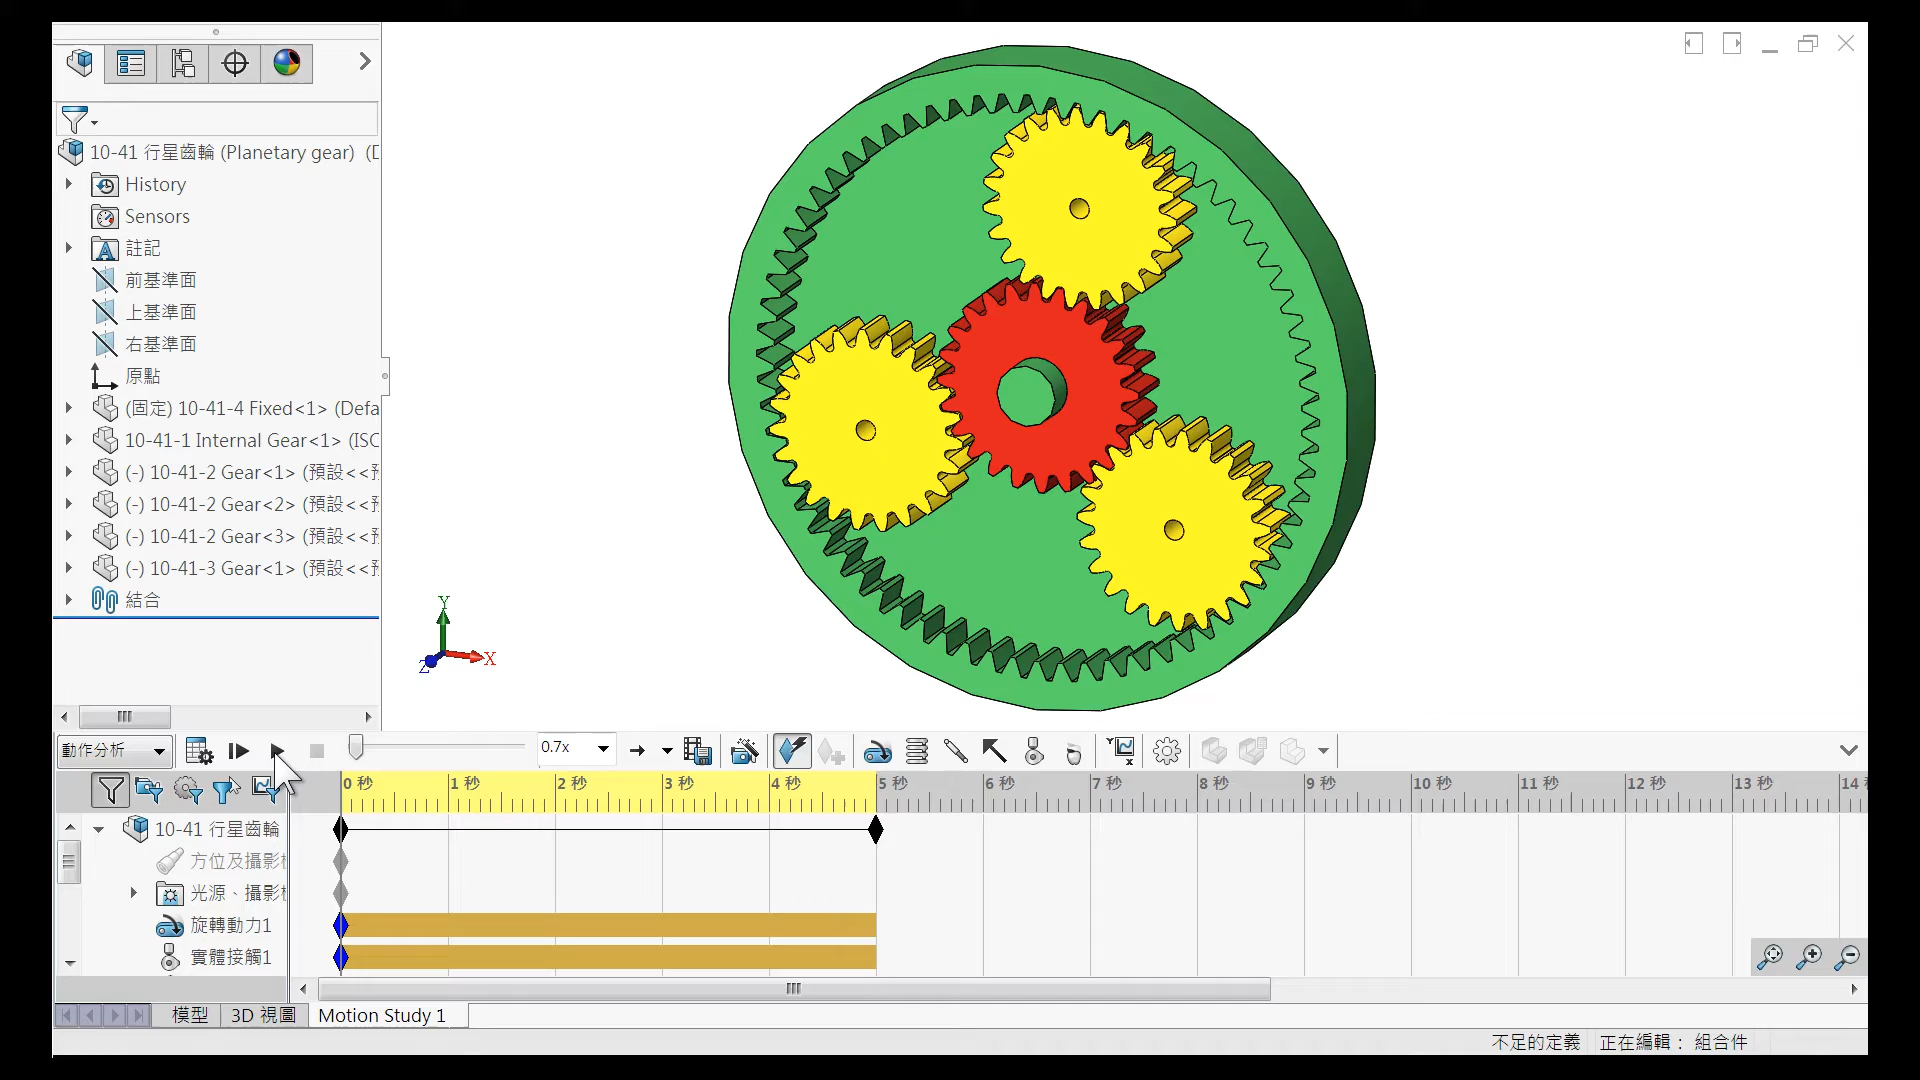 10-41 行星齒輪 (Planetary gear) (D
History
Sensors
註記
前基準面
上基準面
右基準面
原點
(固定) 10-41-4 Fixed<1> (Defa
10-41-1 Internal Gear<1> (ISC
(-) 10-41-2 Gear<1> (預設<<預
(-) 10-41-2 Gear<2> (預設<<預
(-) 10-41-2 Gear<3> (預設<<預
(-) 10-41-3 Gear<1> (預設<<預
結合
Y
X
Z
動作分析
0.7x
0 秒 1 秒 2 秒 3 秒 4 秒 5 秒 6 秒 7 秒 8 秒 9 秒 10 秒 11 秒 12 秒 13 秒 14
10-41 行星齒輪
方位及攝影
光源、攝影
旋轉動力1
實體接觸1
模型 3D 視圖 Motion Study 1
不足的定義 正在編輯： 組合件